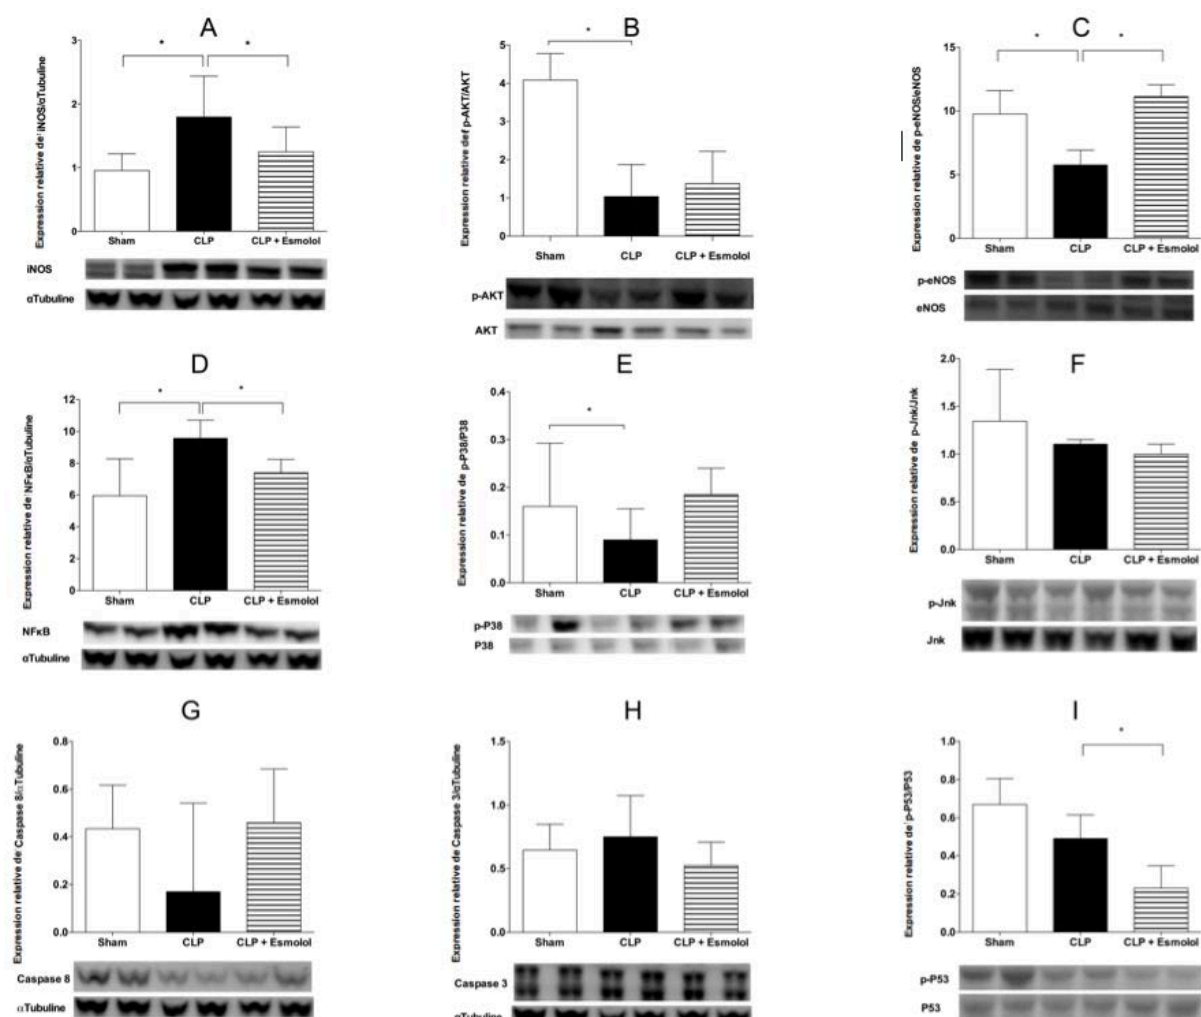 A
Expression relative de' iNOS/αTubuline
3
2
1
0
*
*
Sham
CLP
CLP + Esmolol
iNOS
αTubuline
B
Expression relative def p-AKT/AKT
5
4
3
2
1
0
*
Sham
CLP
CLP + Esmolol
p-AKT
AKT
C
Expression relative de p-eNOS/eNOS
15
10
5
0
*
*
Sham
CLP
CLP + Esmolol
p-eNOS
eNOS
D
Expression relative de 'NFκB/αTubuline
12
10
8
6
4
2
0
*
*
Sham
CLP
CLP + Esmolol
NFκB
αTubuline
E
Expression relative de p-P38/P38
0.4
0.3
0.2
0.1
0.0
*
Sham
CLP
CLP + Esmolol
p-P38
P38
F
Expression relative de p-Jnk/Jnk
2.0
1.5
1.0
0.5
0.0
Sham
CLP
CLP + Esmolol
p-Jnk
Jnk
G
Expression relative de 'Caspase 8/αTubuline
0.8
0.6
0.4
0.2
0.0
Sham
CLP
CLP + Esmolol
Caspase 8
αTubuline
H
Expression relative de 'Caspase 3/αTubuline
1.5
1.0
0.5
0.0
Sham
CLP
CLP + Esmolol
Caspase 3
αTubuline
I
Expression relative de' p-P53/P53
1.0
0.8
0.6
0.4
0.2
0.0
*
Sham
CLP
CLP + Esmolol
p-P53
P53